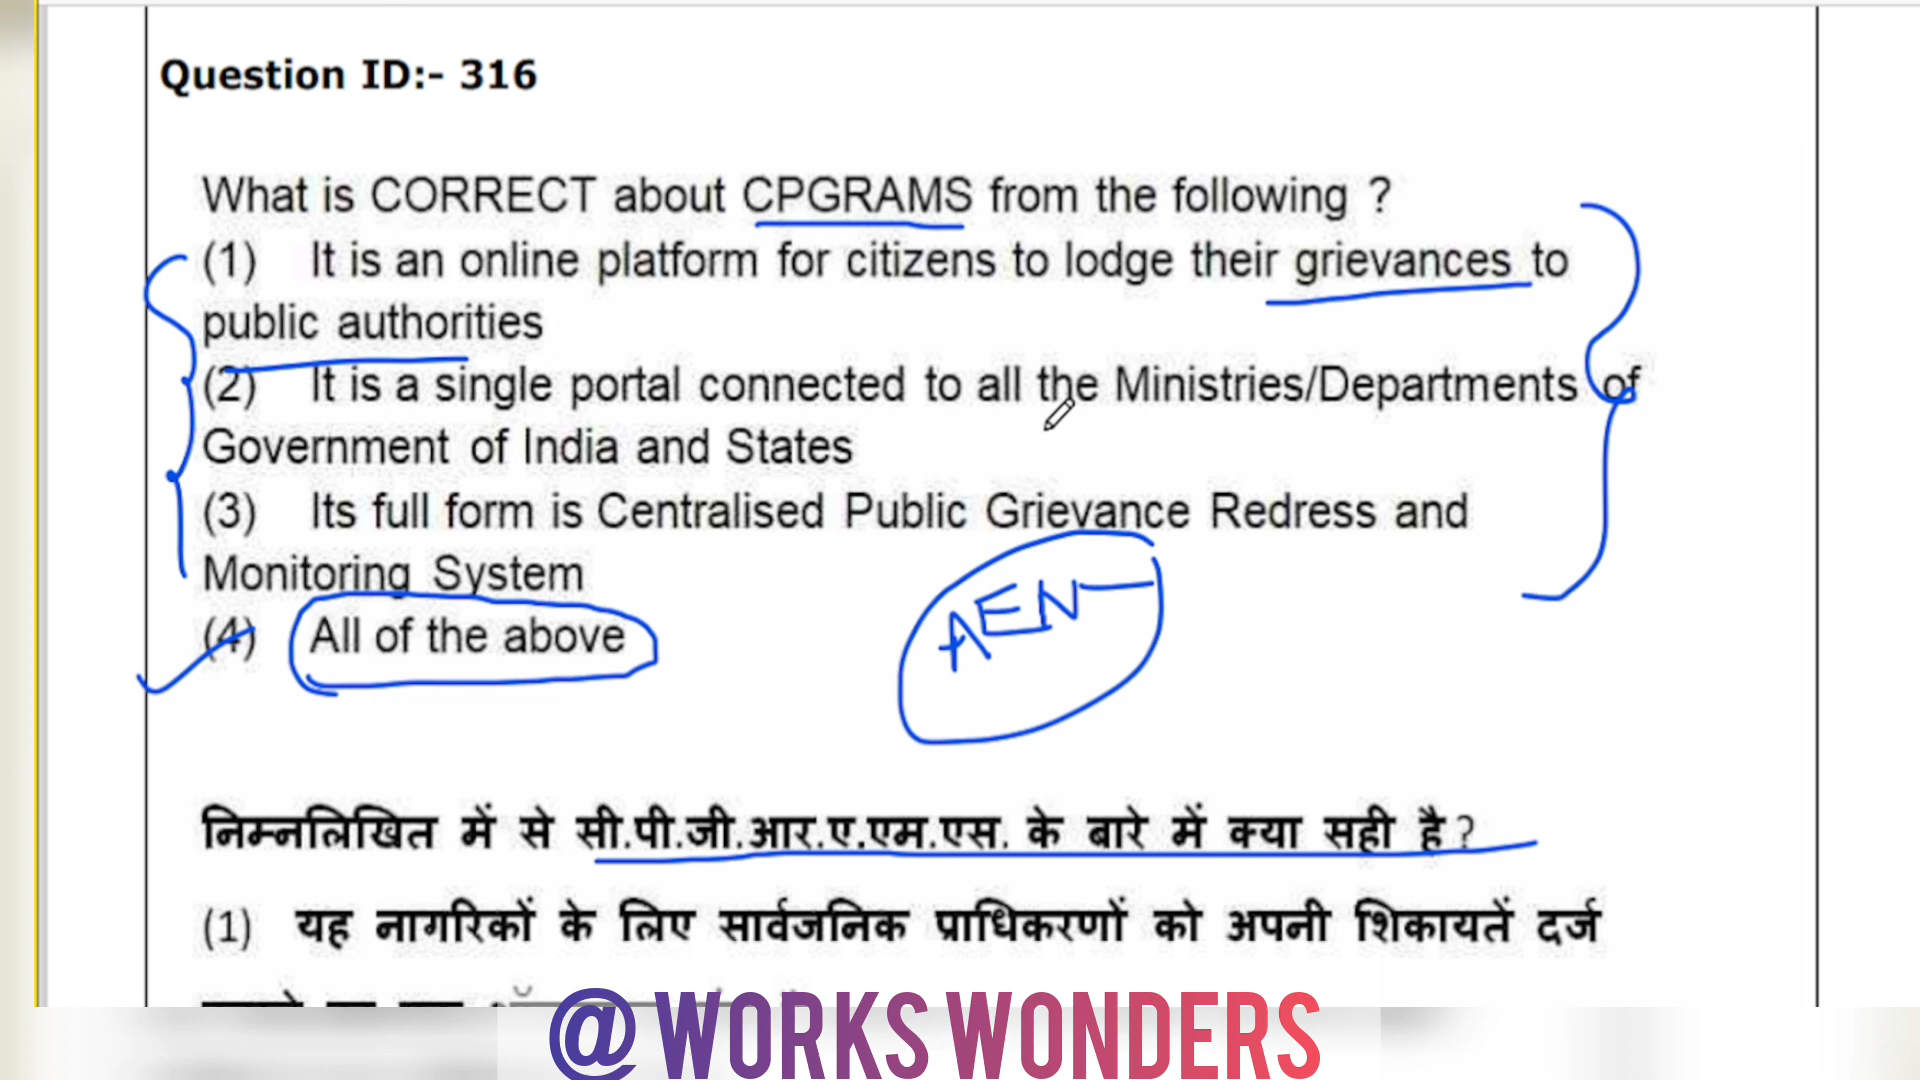 Question ID:- 316
What is CORRECT about CPGRAMS from the following ?
(1) It is an online platform for citizens to lodge their grievances to
public authorities
(2) It is a single portal connected to all the Ministries/Departments of
Government of India and States
(3) Its full form is Centralised Public Grievance Redress and
Monitoring System
(4) All of the above
AEN
निम्नलिखित में से सी.पी.जी.आर.ए.एम.एस. के बारे में क्या सही है?
(1) यह नागरिकों के लिए सार्वजनिक प्राधिकरणों को अपनी शिकायतें दर्ज
@ WORKS WONDERS